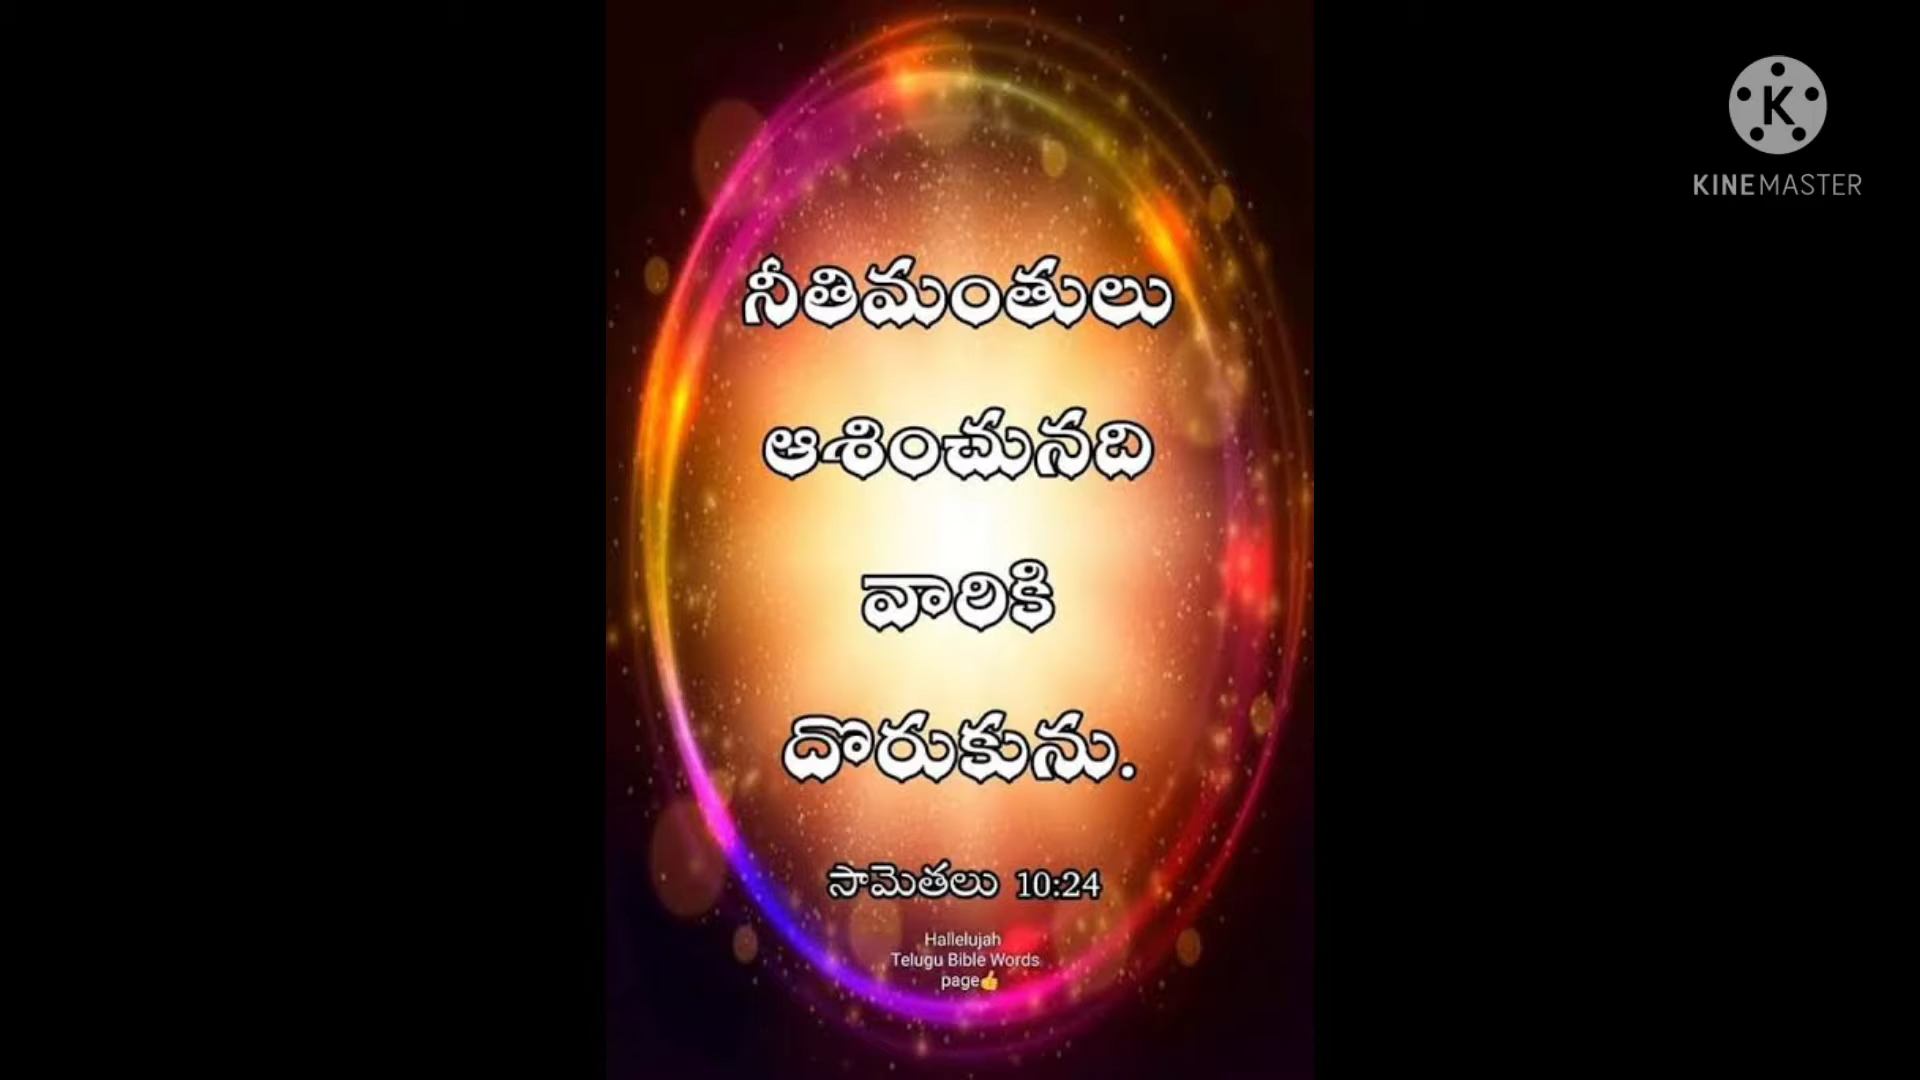 నీతిమంతులు
ఆశించునది
వారికి
దొరుకును.
సామెతలు 10:24
Hallelujah
Telugu Bible Words
page👍
K
KINEMASTER